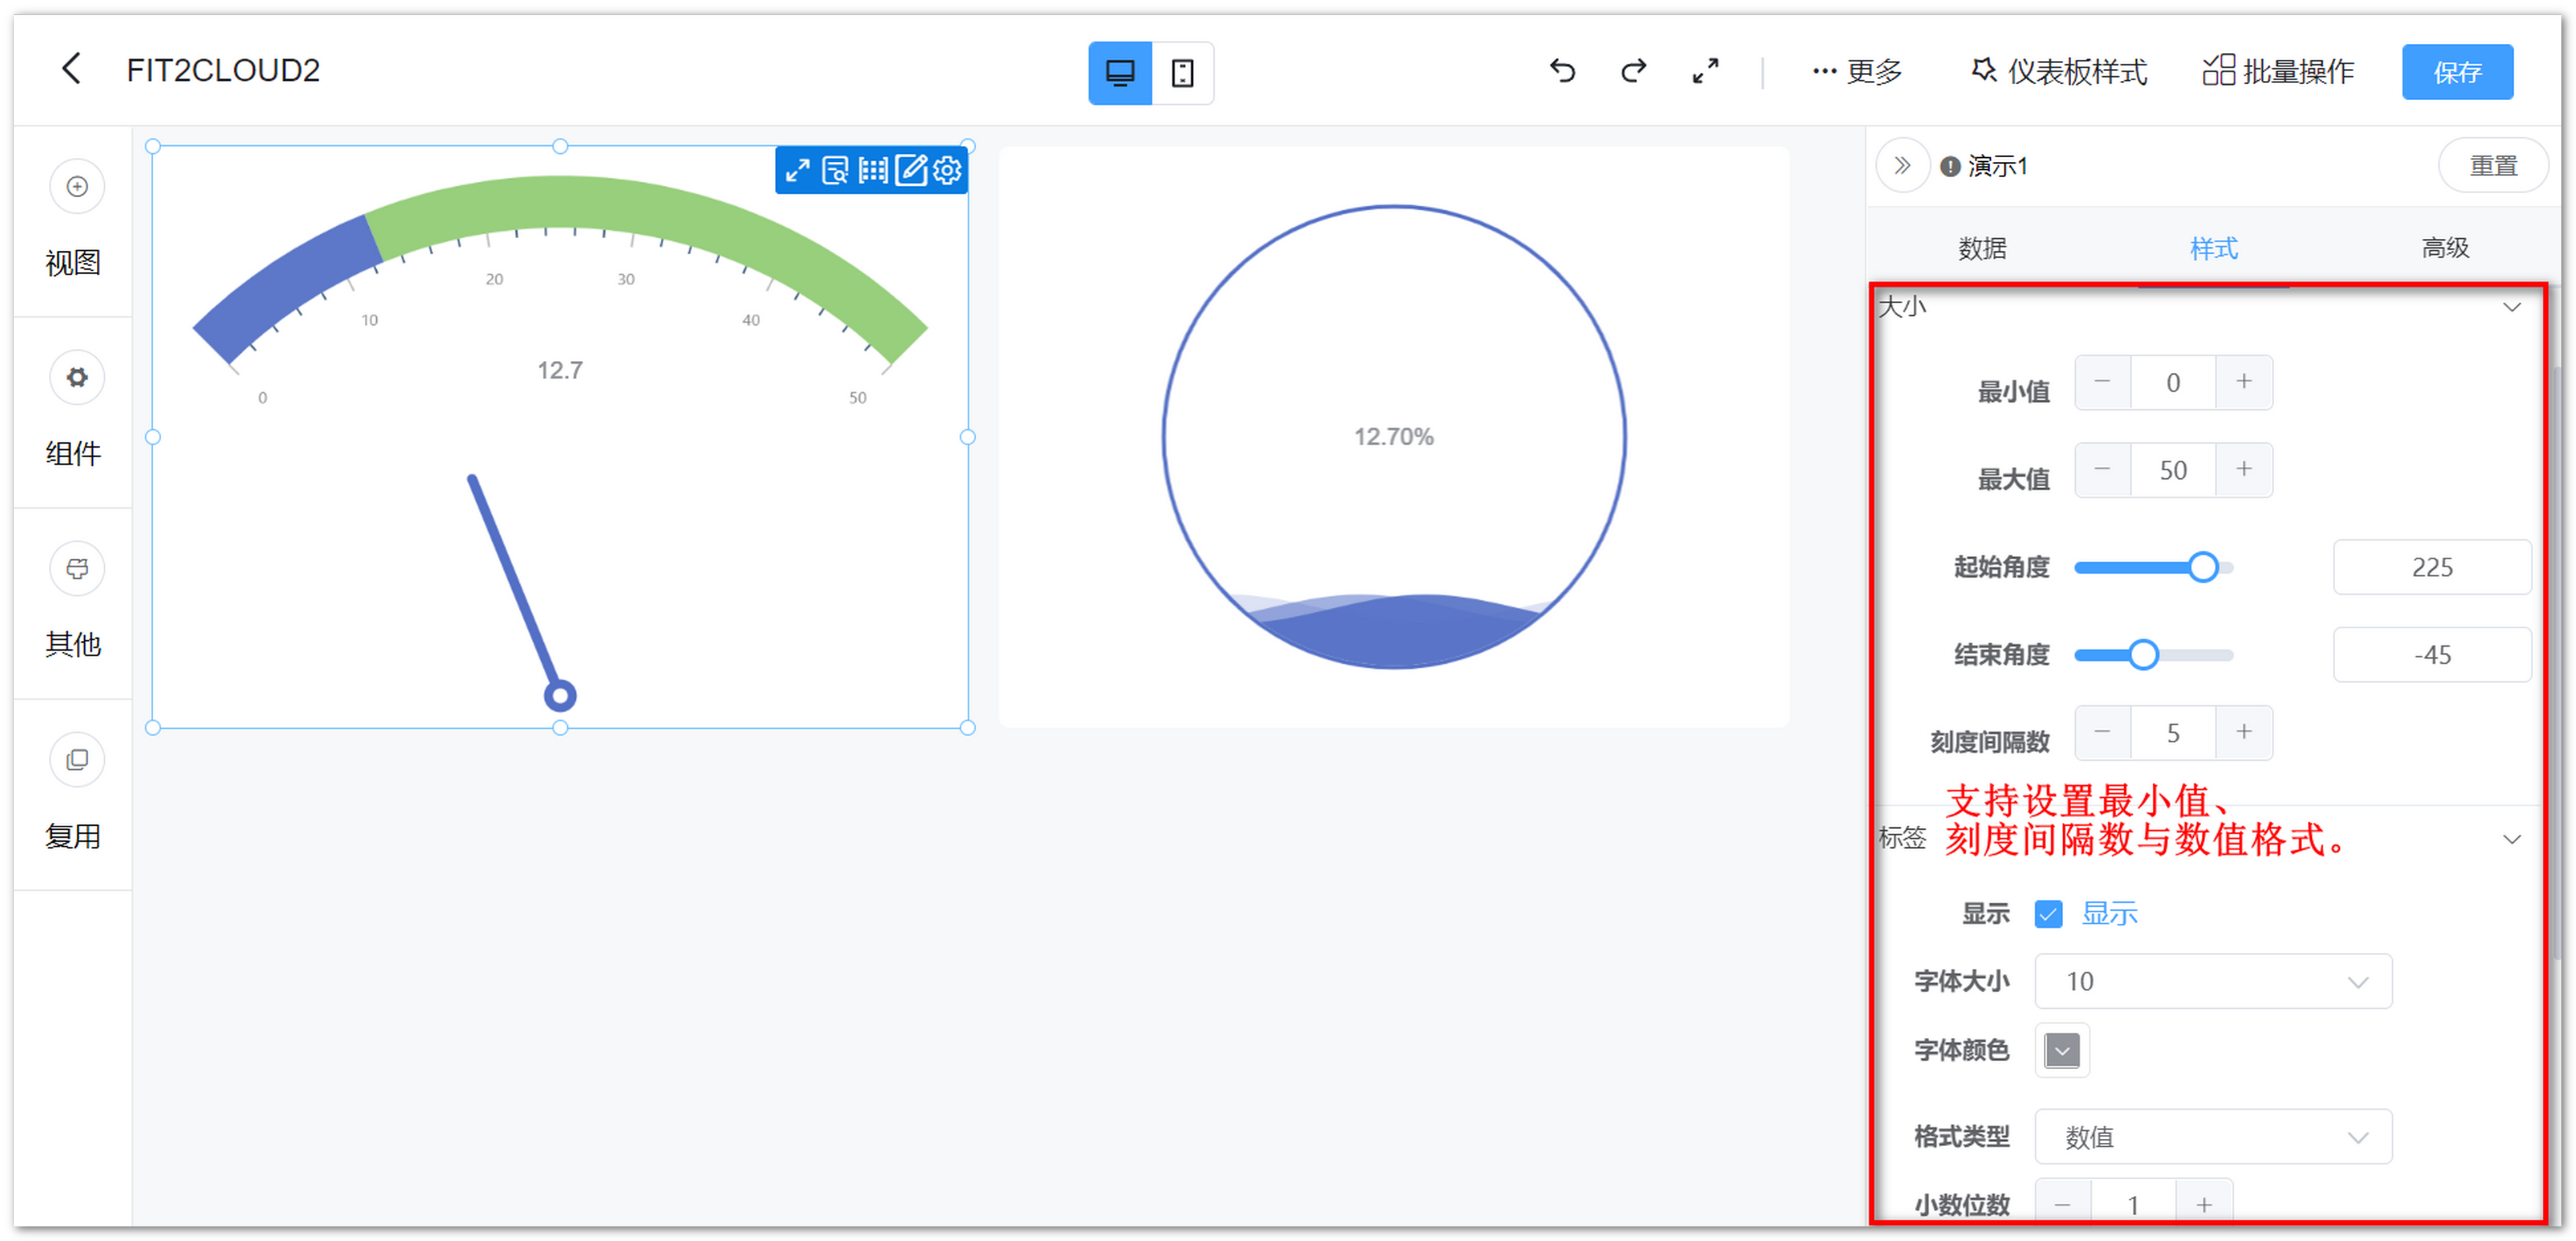 FIT2CLOUD2
更多
仪表板样式
批量操作
保存
视图
组件
其他
复用
0
10
20
30
40
50
12.7
12.70%
演示1
重置
数据
样式
高级
大小
最小值
0
最大值
50
起始角度
225
结束角度
-45
刻度间隔数
5
支持设置最小值、
刻度间隔数与数值格式。
标签
显示
显示
字体大小
10
字体颜色
格式类型
数值
小数位数
1